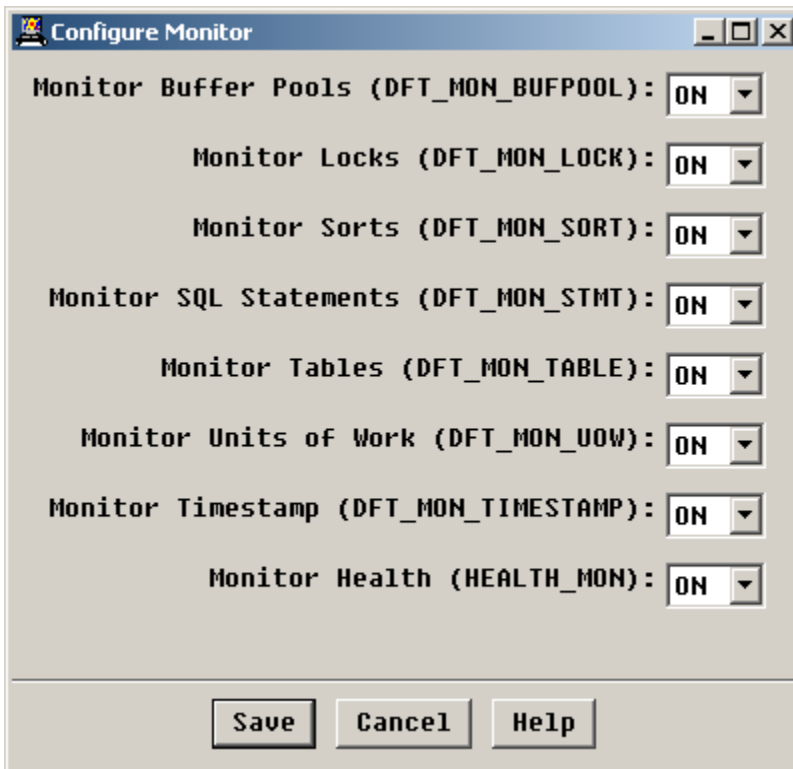 Configure Monitor
Monitor Buffer Pools (DFT_MON_BUFPOOL): ON
Monitor Locks (DFT_MON_LOCK): ON
Monitor Sorts (DFT_MON_SORT): ON
Monitor SQL Statements (DFT_MON_STMT): ON
Monitor Tables (DFT_MON_TABLE): ON
Monitor Units of Work (DFT_MON_UOW): ON
Monitor Timestamp (DFT_MON_TIMESTAMP): ON
Monitor Health (HEALTH_MON): ON
Save Cancel Help